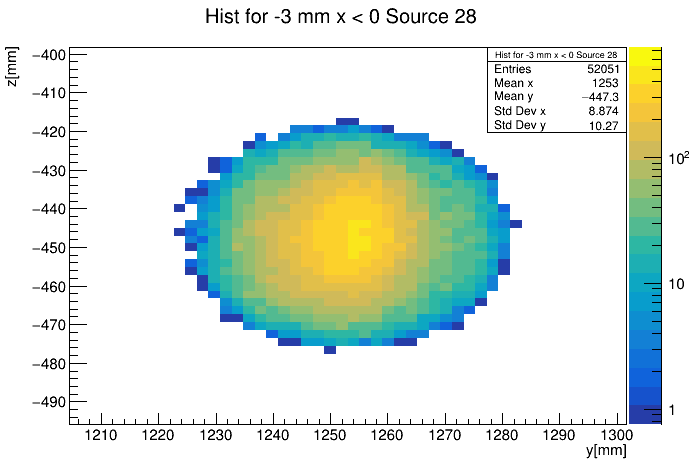 Hist for -3 mm x < 0 Source 28
z[mm]
−400
−410
−420
−430
−440
−450
−460
−470
−480
−490
Hist for -3 mm x < 0 Source 28
Entries 52051
Mean x 1253
Mean y −447.3
Std Dev x 8.874
Std Dev y 10.27
10²
10
1
1210 1220 1230 1240 1250 1260 1270 1280 1290 1300
y[mm]